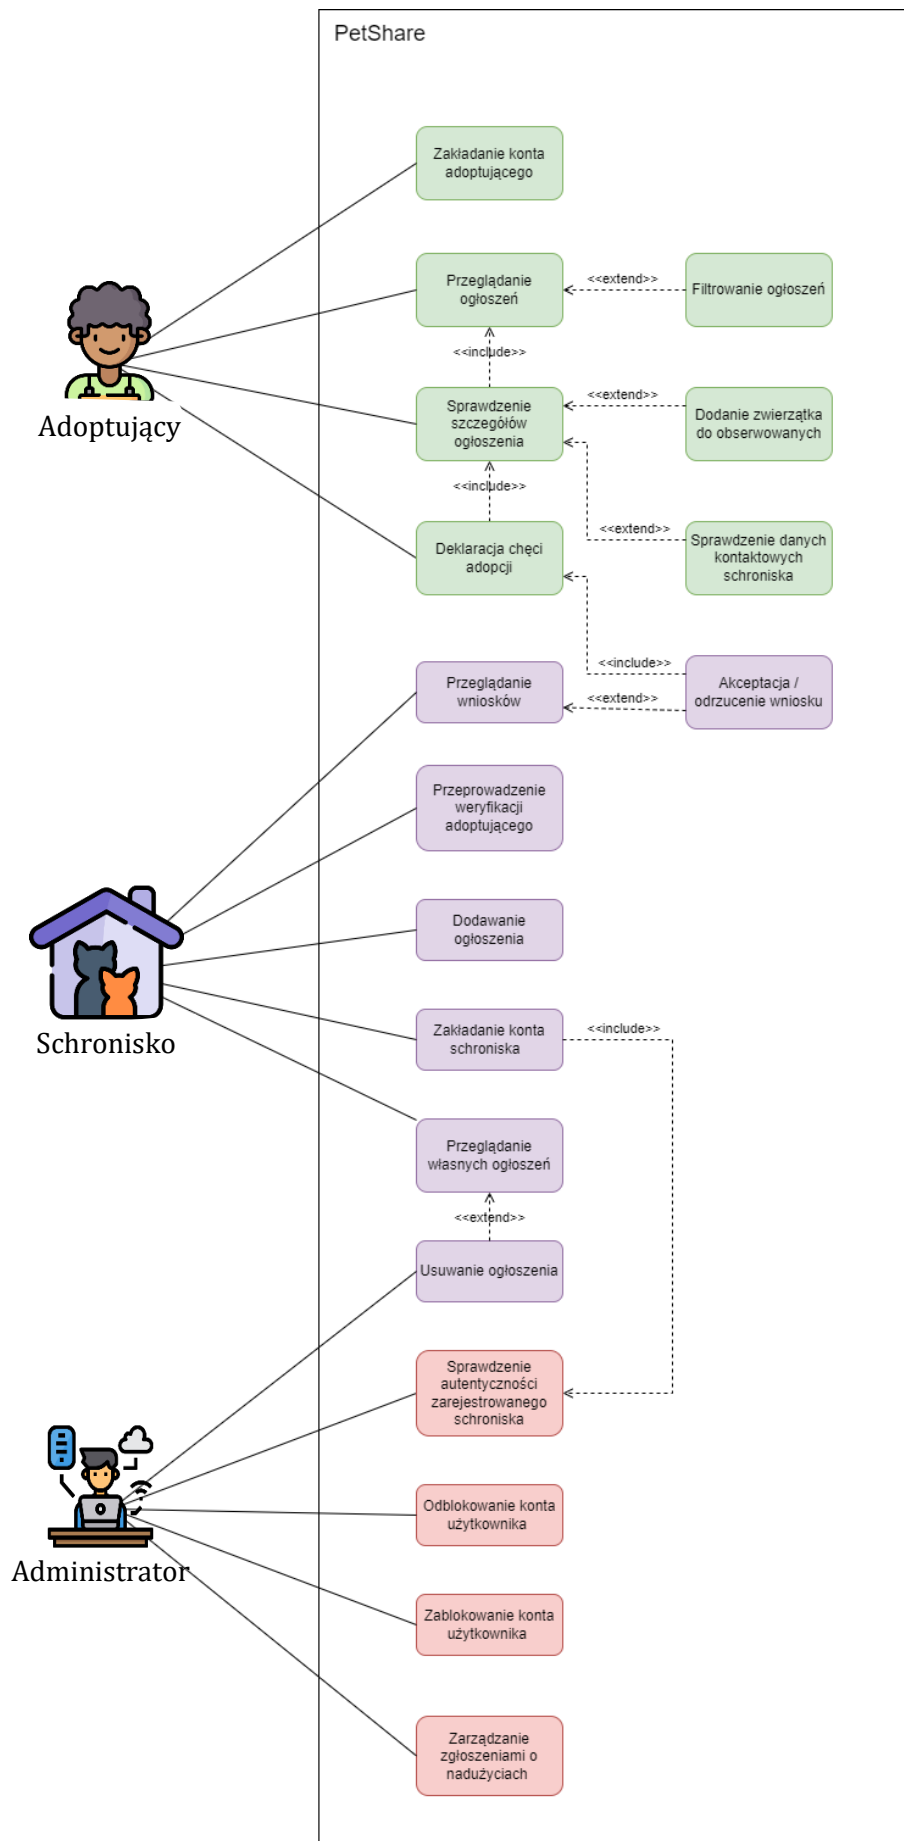 PetShare
Zakładanie konta
adoptującego
Przeglądanie
ogłoszeń
<<extend>>
Filtrowanie ogłoszeń
<<include>>
Adoptujący
Sprawdzenie
szczegółów
ogłoszenia
<<extend>>
Dodanie zwierzątka
do obserwowanych
<<include>>
<<extend>>
Sprawdzenie danych
kontaktowych
schroniska
Deklaracja chęci
adopcji
<<include>>
Przeglądanie
wniosków
<<extend>>
Akceptacja /
odrzucenie wniosku
Przeprowadzenie
weryfikacji
adoptującego
Dodawanie
ogłoszenia
Schronisko
Zakładanie konta
schroniska
<<include>>
Przeglądanie
własnych ogłoszeń
<<extend>>
Usuwanie ogłoszenia
Sprawdzenie
autentyczności
zarejestrowanego
schroniska
Odblokowanie konta
użytkownika
Administrator
Zablokowanie konta
użytkownika
Zarządzanie
zgłoszeniami o
nadużyciach